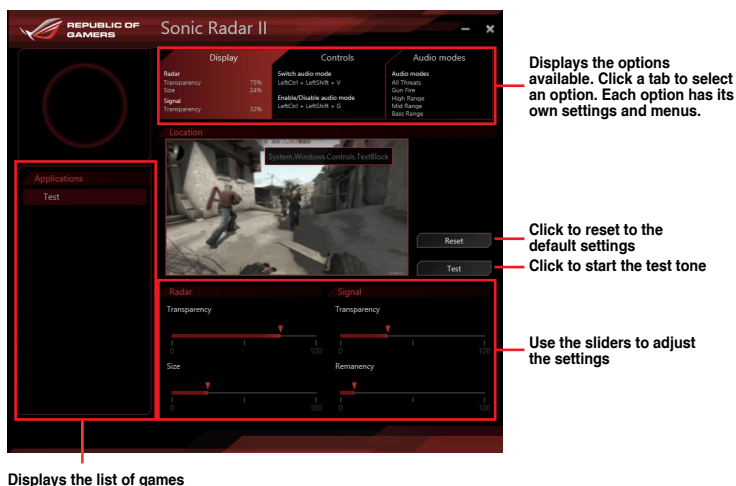 REPUBLIC OF
GAMERS
Sonic Radar II
Display
Radar
Transparency 75%
Size 24%
Signal
Transparency 32%
Controls
Switch audio mode
LeftCtrl + LeftShift + V
Enable/Disable audio mode
LeftCtrl + LeftShift + G
Audio modes
Audio modes
All Threats
Gun Fire
High Range
Mid Range
Bass Range
Displays the options
available. Click a tab to select
an option. Each option has its
own settings and menus.
Location
System.Windows.Controls.TextBlock
Applications
Test
Reset
Click to reset to the
default settings
Test
Click to start the test tone
Radar
Transparency
0 100
Size
0 100
Signal
Transparency
0 100
Remanency
0 100
Use the sliders to adjust
the settings
Displays the list of games